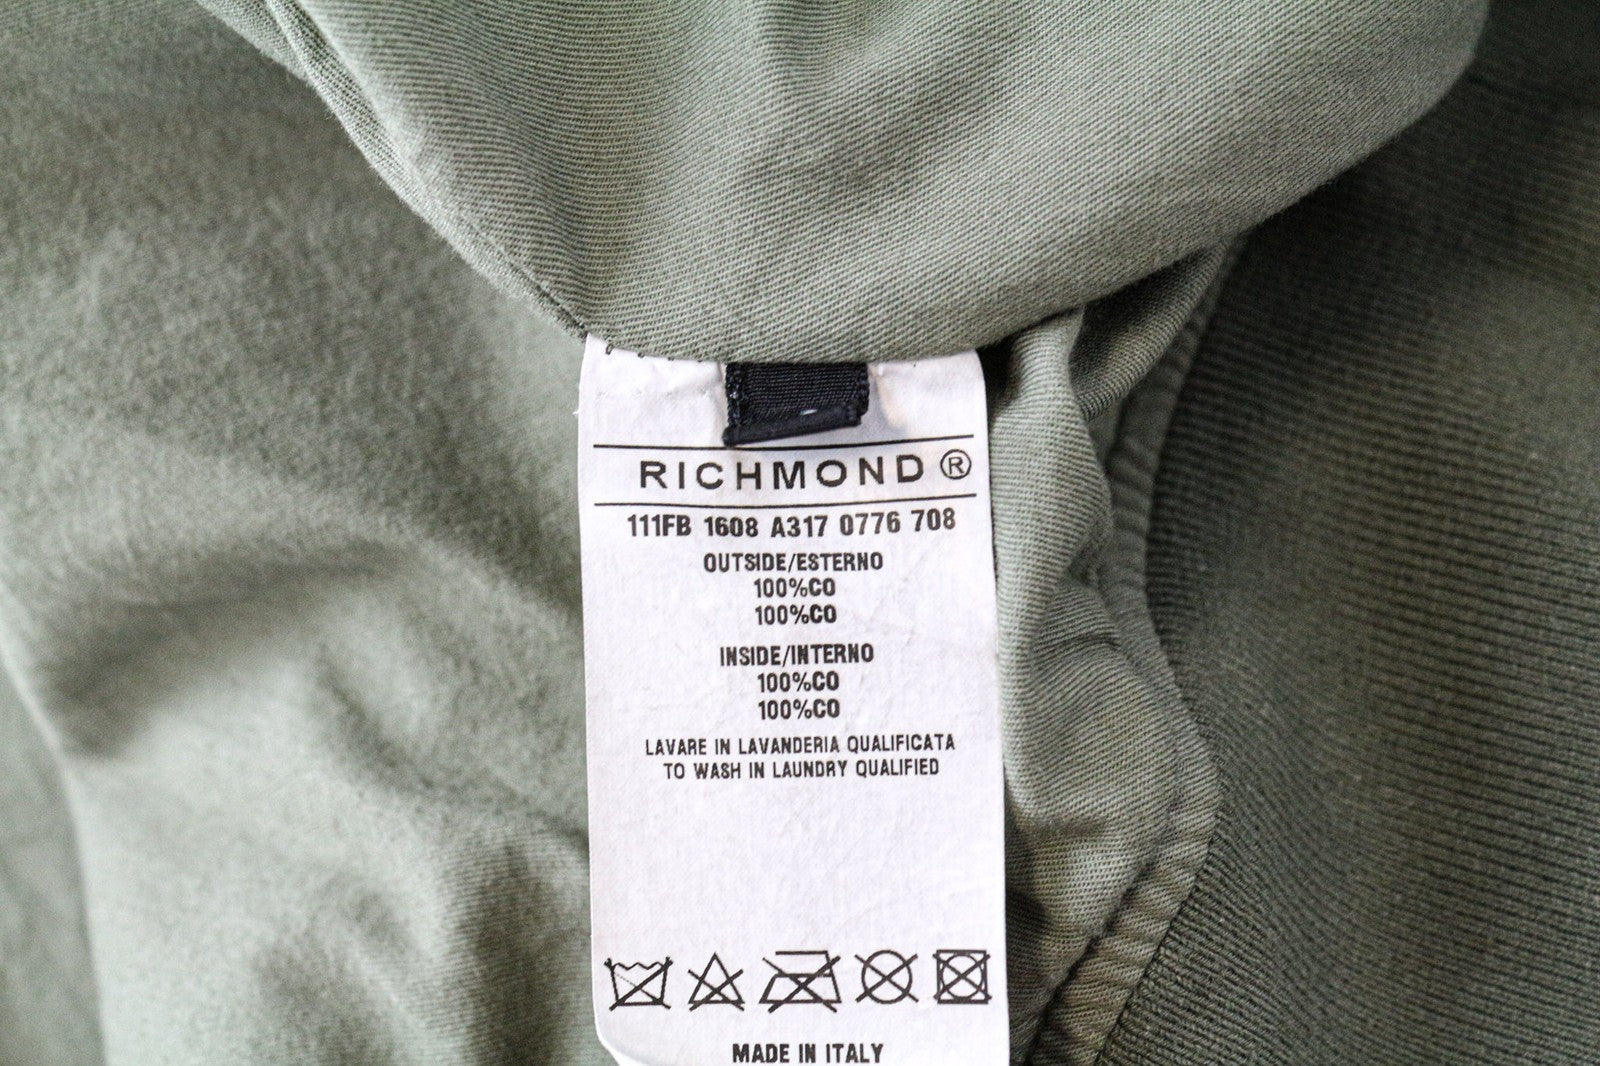 RICHMOND ®
111FB 1608 A317 0776 708
OUTSIDE/ESTERNO
100%CO
100%CO
INSIDE/INTERNO
100%CO
100%CO
LAVARE IN LAVANDERIA QUALIFICATA
TO WASH IN LAUNDRY QUALIFIED
MADE IN ITALY